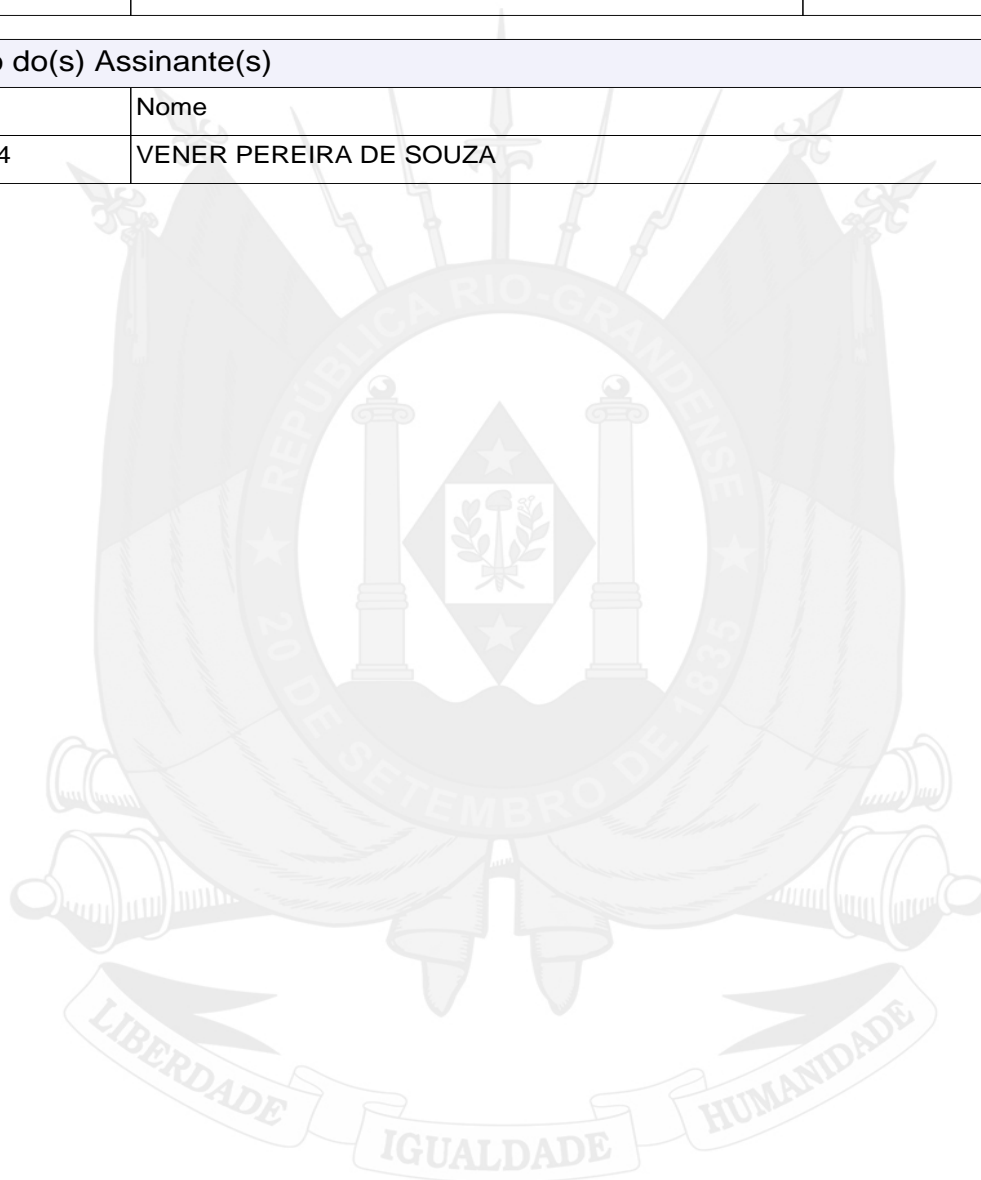 o do(s) Assinante(s)
Nome
4 VENER PEREIRA DE SOUZA
REPÚBLICA RIO-GRANDENSE
★ 20 DE SETEMBRO DE 1835 ★
LIBERDADE IGUALDADE HUMANIDADE